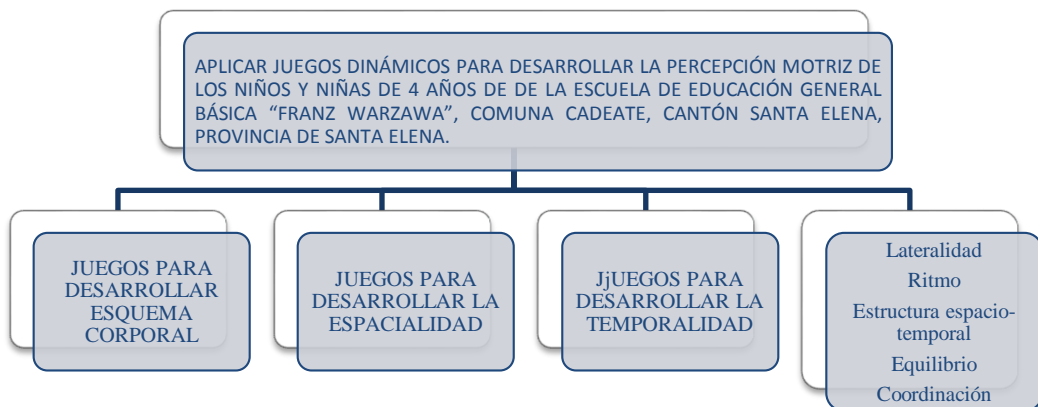 APLICAR JUEGOS DINÁMICOS PARA DESARROLLAR LA PERCEPCIÓN MOTRIZ DE
LOS NIÑOS Y NIÑAS DE 4 AÑOS DE DE LA ESCUELA DE EDUCACIÓN GENERAL
BÁSICA “FRANZ WARZAWA”, COMUNA CADEATE, CANTÓN SANTA ELENA,
PROVINCIA DE SANTA ELENA.
JUEGOS PARA
DESARROLLAR
ESQUEMA
CORPORAL
JUEGOS PARA
DESARROLLAR LA
ESPACIALIDAD
JjUEGOS PARA
DESARROLLAR LA
TEMPORALIDAD
Lateralidad
Ritmo
Estructura espacio-
temporal
Equilibrio
Coordinación